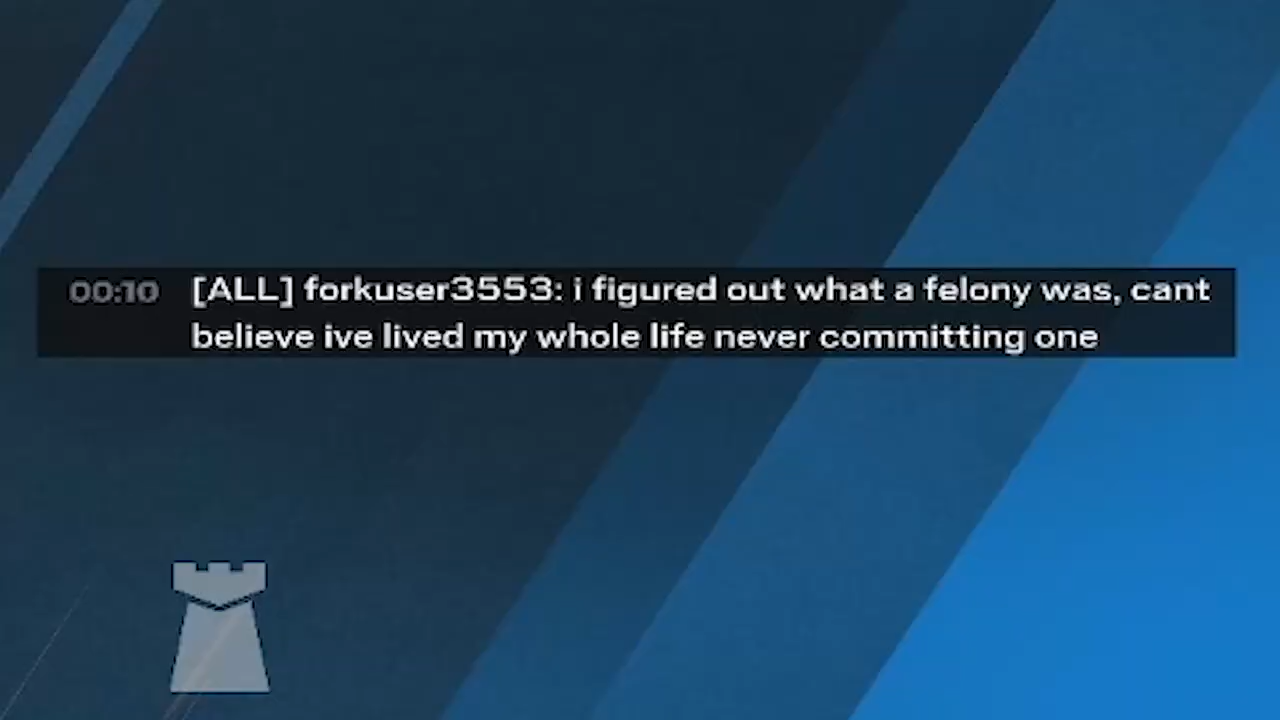 00:10 [ALL] forkuser3553: i figured out what a felony was, cant
believe ive lived my whole life never committing one